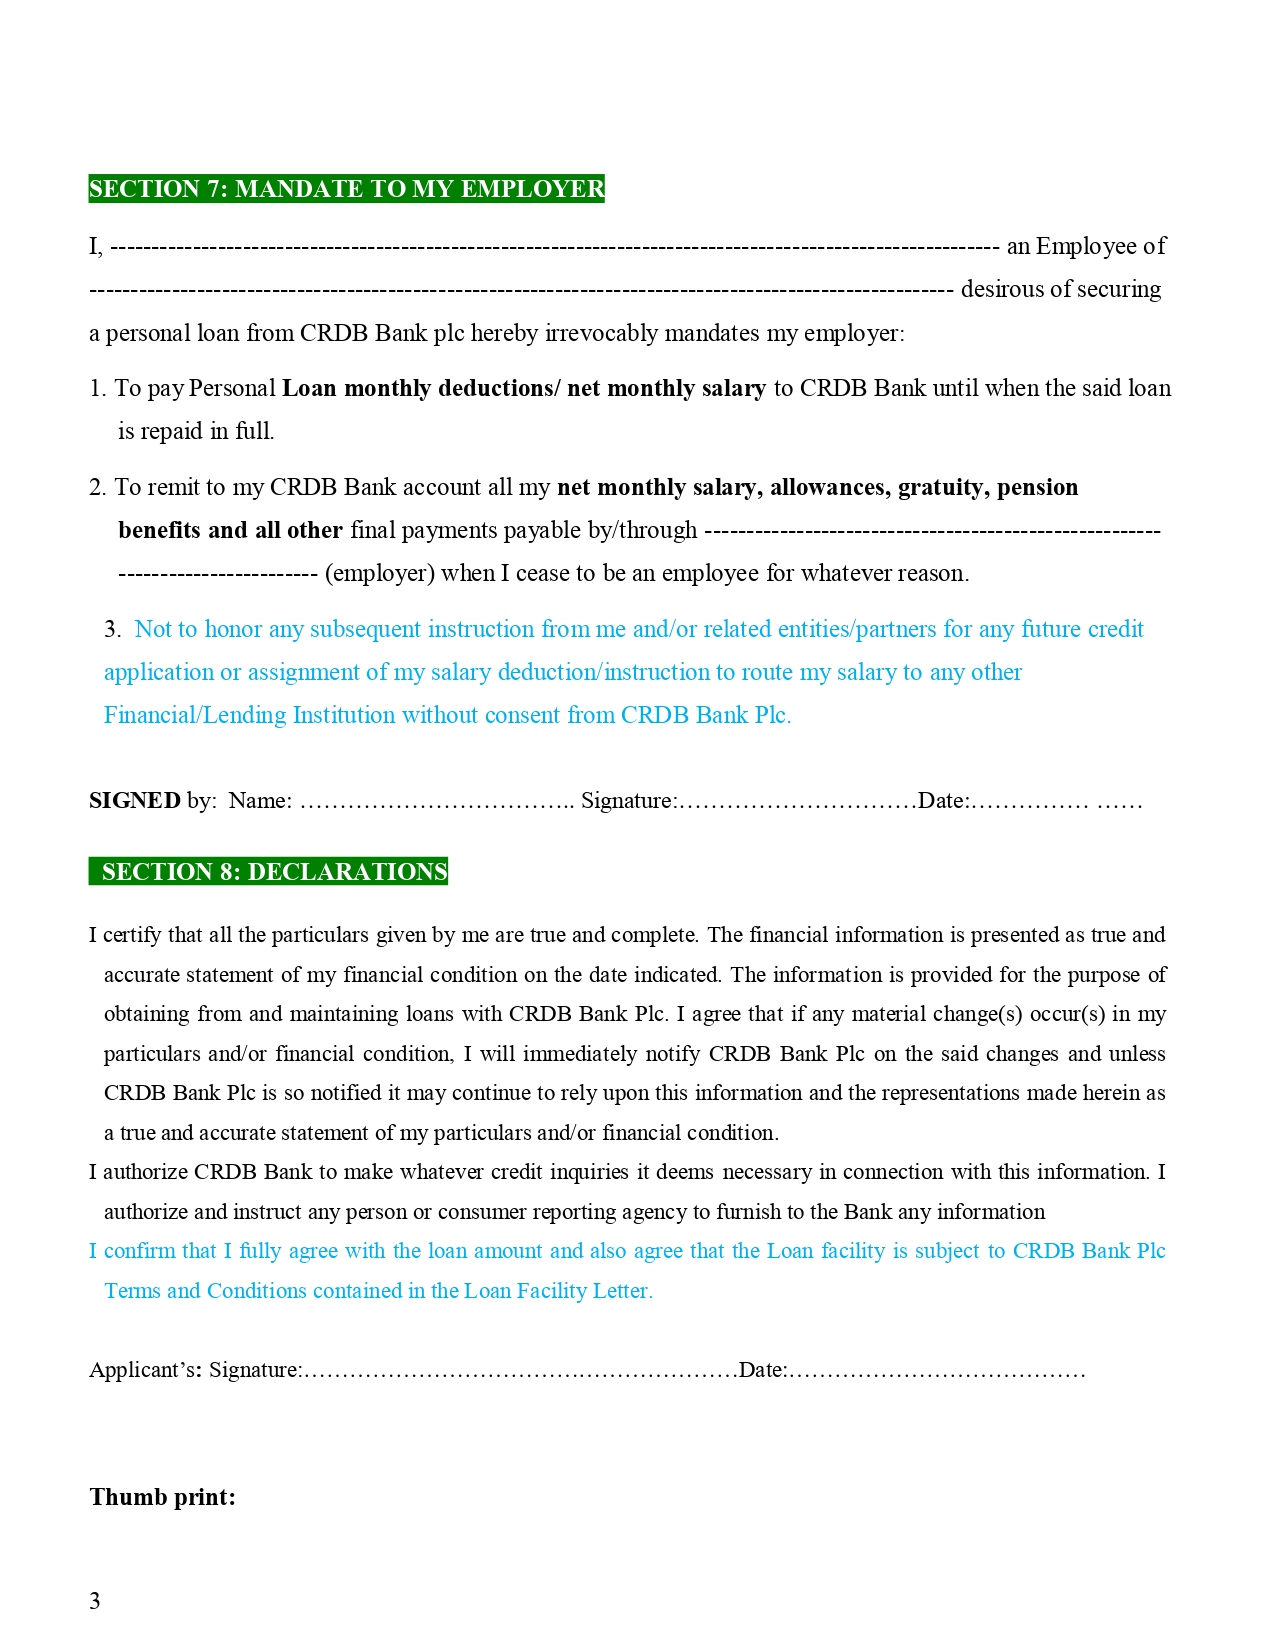 SECTION 7: MANDATE TO MY EMPLOYER
I, ----------------------------------------------------------------------------------------------------------- an Employee of
-------------------------------------------------------------------------------------------------------- desirous of securing
a personal loan from CRDB Bank plc hereby irrevocably mandates my employer:
1. To pay Personal Loan monthly deductions/ net monthly salary to CRDB Bank until when the said loan
is repaid in full.
2. To remit to my CRDB Bank account all my net monthly salary, allowances, gratuity, pension
benefits and all other final payments payable by/through -------------------------------------------------------
------------------------ (employer) when I cease to be an employee for whatever reason.
3. Not to honor any subsequent instruction from me and/or related entities/partners for any future credit
application or assignment of my salary deduction/instruction to route my salary to any other
Financial/Lending Institution without consent from CRDB Bank Plc.
SIGNED by: Name: …………………………….. Signature:…………………………Date:…………… ……
SECTION 8: DECLARATIONS
I certify that all the particulars given by me are true and complete. The financial information is presented as true and
accurate statement of my financial condition on the date indicated. The information is provided for the purpose of
obtaining from and maintaining loans with CRDB Bank Plc. I agree that if any material change(s) occur(s) in my
particulars and/or financial condition, I will immediately notify CRDB Bank Plc on the said changes and unless
CRDB Bank Plc is so notified it may continue to rely upon this information and the representations made herein as
a true and accurate statement of my particulars and/or financial condition.
I authorize CRDB Bank to make whatever credit inquiries it deems necessary in connection with this information. I
authorize and instruct any person or consumer reporting agency to furnish to the Bank any information
I confirm that I fully agree with the loan amount and also agree that the Loan facility is subject to CRDB Bank Plc
Terms and Conditions contained in the Loan Facility Letter.
Applicant’s: Signature:…………………………………………………Date:…………………………………
Thumb print:
3